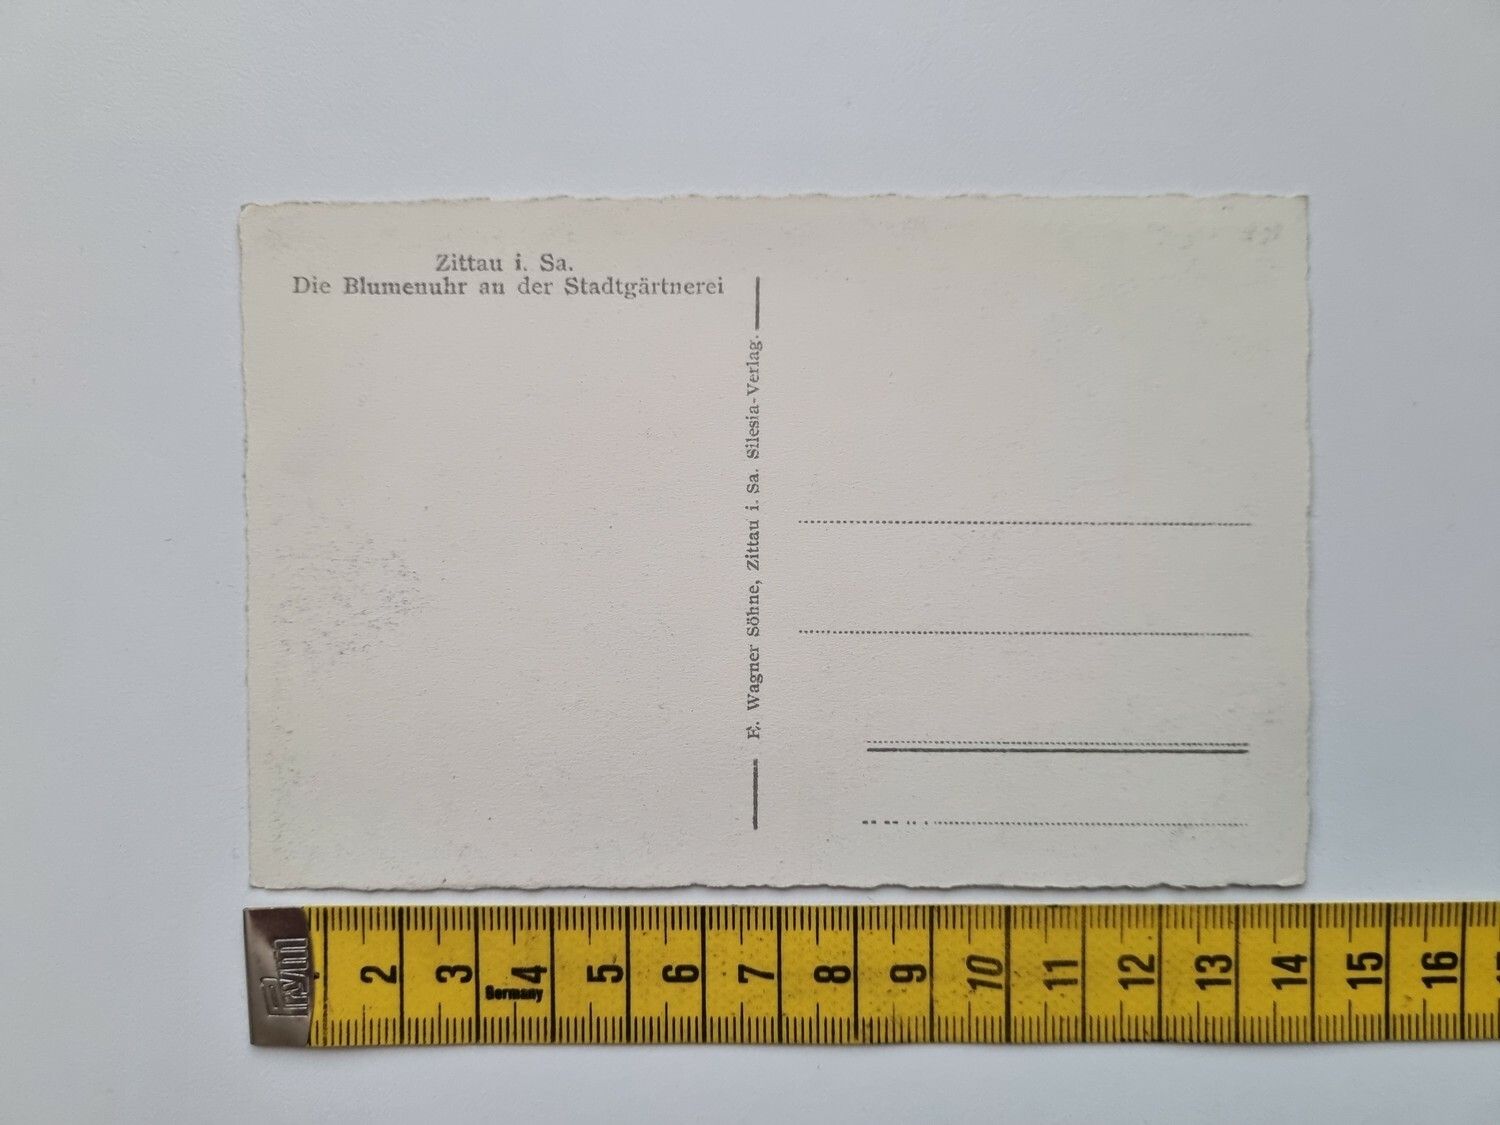 Zittau i. Sa.
Die Blumenuhr an der Stadtgärtnerei
E. Wagner Söhne, Zittau i. Sa. Silesia-Verlag.
Prym 2 3 4 5 6 7 8 9 10 11 12 13 14 15 16
Germany